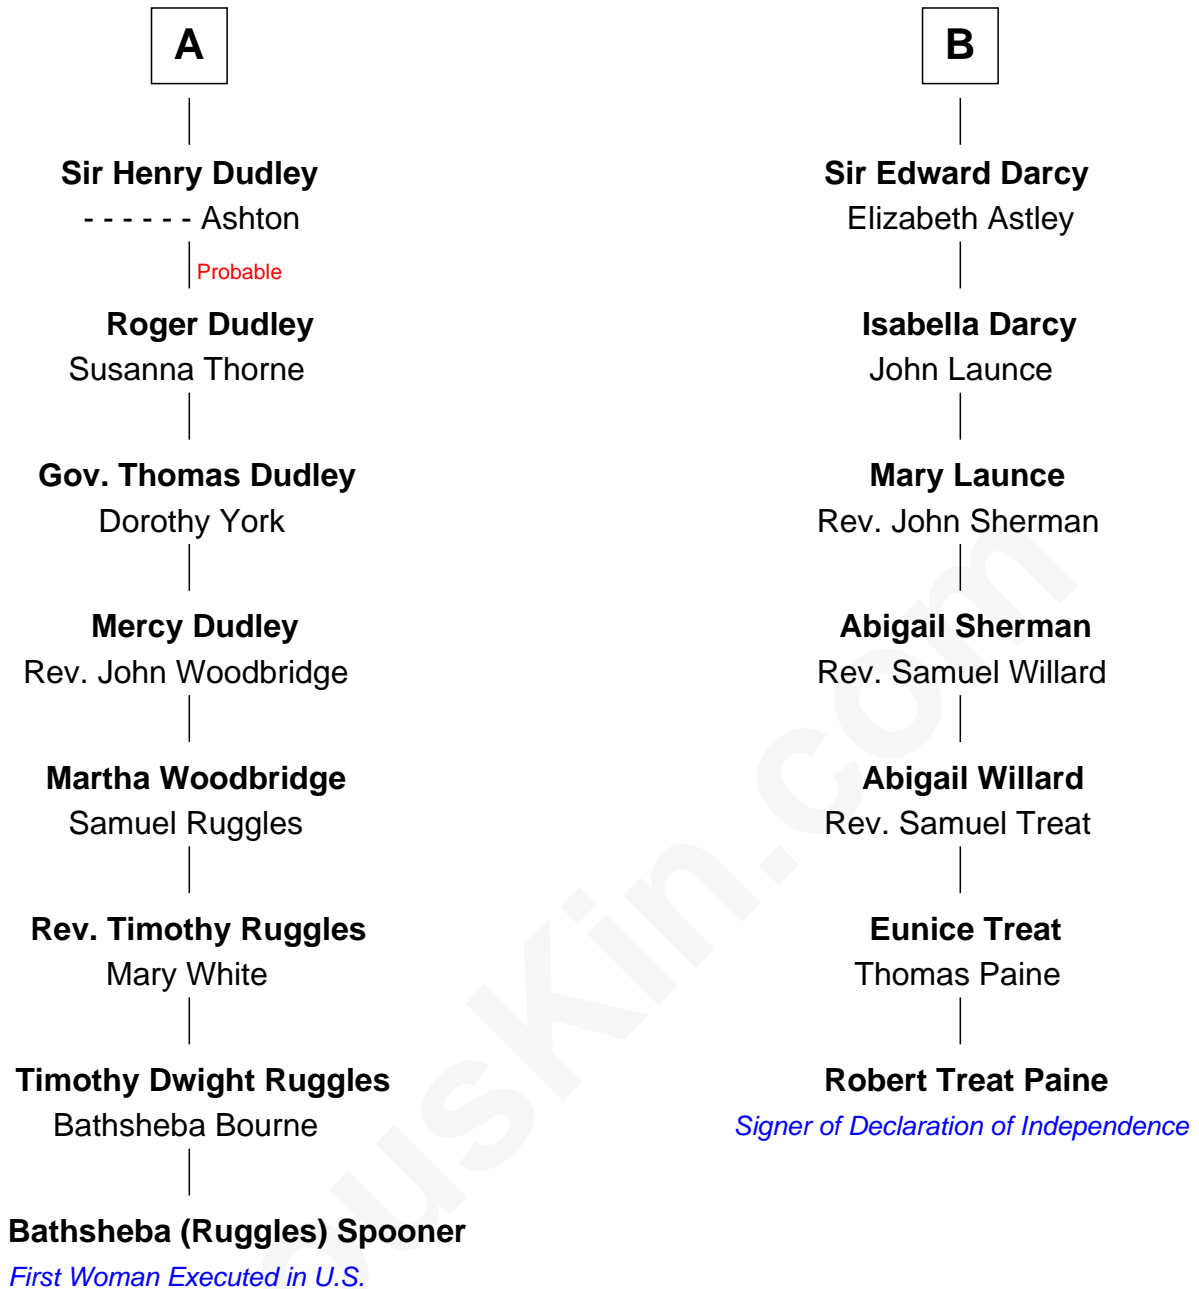 A
Sir Henry Dudley
- - - - - - Ashton
Probable
Roger Dudley
Susanna Thorne
Gov. Thomas Dudley
Dorothy York
Mercy Dudley
Rev. John Woodbridge
Martha Woodbridge
Samuel Ruggles
Rev. Timothy Ruggles
Mary White
Timothy Dwight Ruggles
Bathsheba Bourne
Bathsheba (Ruggles) Spooner
First Woman Executed in U.S.
B
Sir Edward Darcy
Elizabeth Astley
Isabella Darcy
John Launce
Mary Launce
Rev. John Sherman
Abigail Sherman
Rev. Samuel Willard
Abigail Willard
Rev. Samuel Treat
Eunice Treat
Thomas Paine
Robert Treat Paine
Signer of Declaration of Independence
ousKin.com